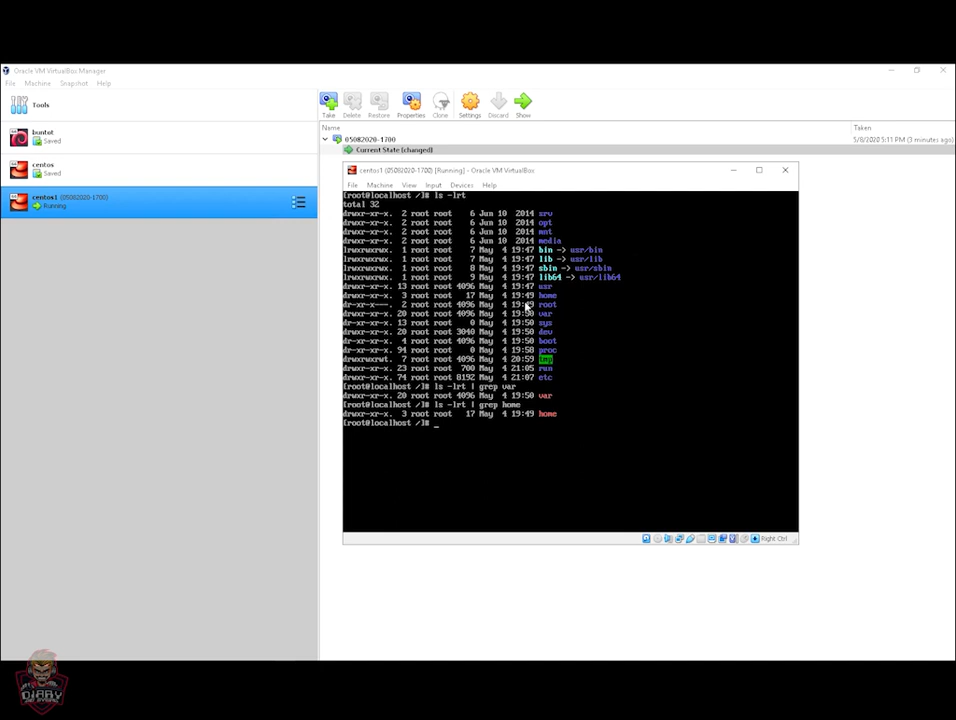 Oracle VM VirtualBox Manager
File Machine Snapshot Help
Tools
Take Delete Restore Properties Clone Settings Discard Show
Name Taken
buntot
Saved
05082020-1700 5/8/2020 5:11 PM (3 minutes ago)
Current State (changed)
centos
Saved
centos1 (05082020-1700)
Running
centos1 (05082020-1700) [Running] - Oracle VM VirtualBox
File Machine View Input Devices Help
[root@localhost /]# ls -lrt
total 32
drwxr-xr-x. 2 root root 6 Jun 10 2014 srv
drwxr-xr-x. 2 root root 6 Jun 10 2014 opt
drwxr-xr-x. 2 root root 6 Jun 10 2014 mnt
drwxr-xr-x. 2 root root 6 Jun 10 2014 media
lrwxrwxrwx. 1 root root 7 May 4 19:47 bin -> usr/bin
lrwxrwxrwx. 1 root root 7 May 4 19:47 lib -> usr/lib
lrwxrwxrwx. 1 root root 8 May 4 19:47 sbin -> usr/sbin
lrwxrwxrwx. 1 root root 9 May 4 19:47 lib64 -> usr/lib64
drwxr-xr-x. 13 root root 4096 May 4 19:47 usr
drwxr-xr-x. 3 root root 17 May 4 19:49 home
dr-xr-x---. 2 root root 4096 May 4 root
drwxr-xr-x. 20 root root 4096 May 4 19:50 var
dr-xr-xr-x. 13 root root 0 May 4 19:50 sys
drwxr-xr-x. 20 root root 3040 May 4 19:50 dev
dr-xr-xr-x. 4 root root 4096 May 4 19:50 boot
dr-xr-xr-x. 94 root root 0 May 4 19:58 proc
drwxrwxrwt. 7 root root 4096 May 4 20:59 tmp
drwxr-xr-x. 23 root root 700 May 4 21:05 run
drwxr-xr-x. 74 root root 8192 May 4 21:07 etc
[root@localhost /]# ls -lrt | grep var
drwxr-xr-x. 20 root root 4096 May 4 19:50 var
[root@localhost /]# ls -lrt | grep home
drwxr-xr-x. 3 root root 17 May 4 19:49 home
[root@localhost /]# _
Right Ctrl